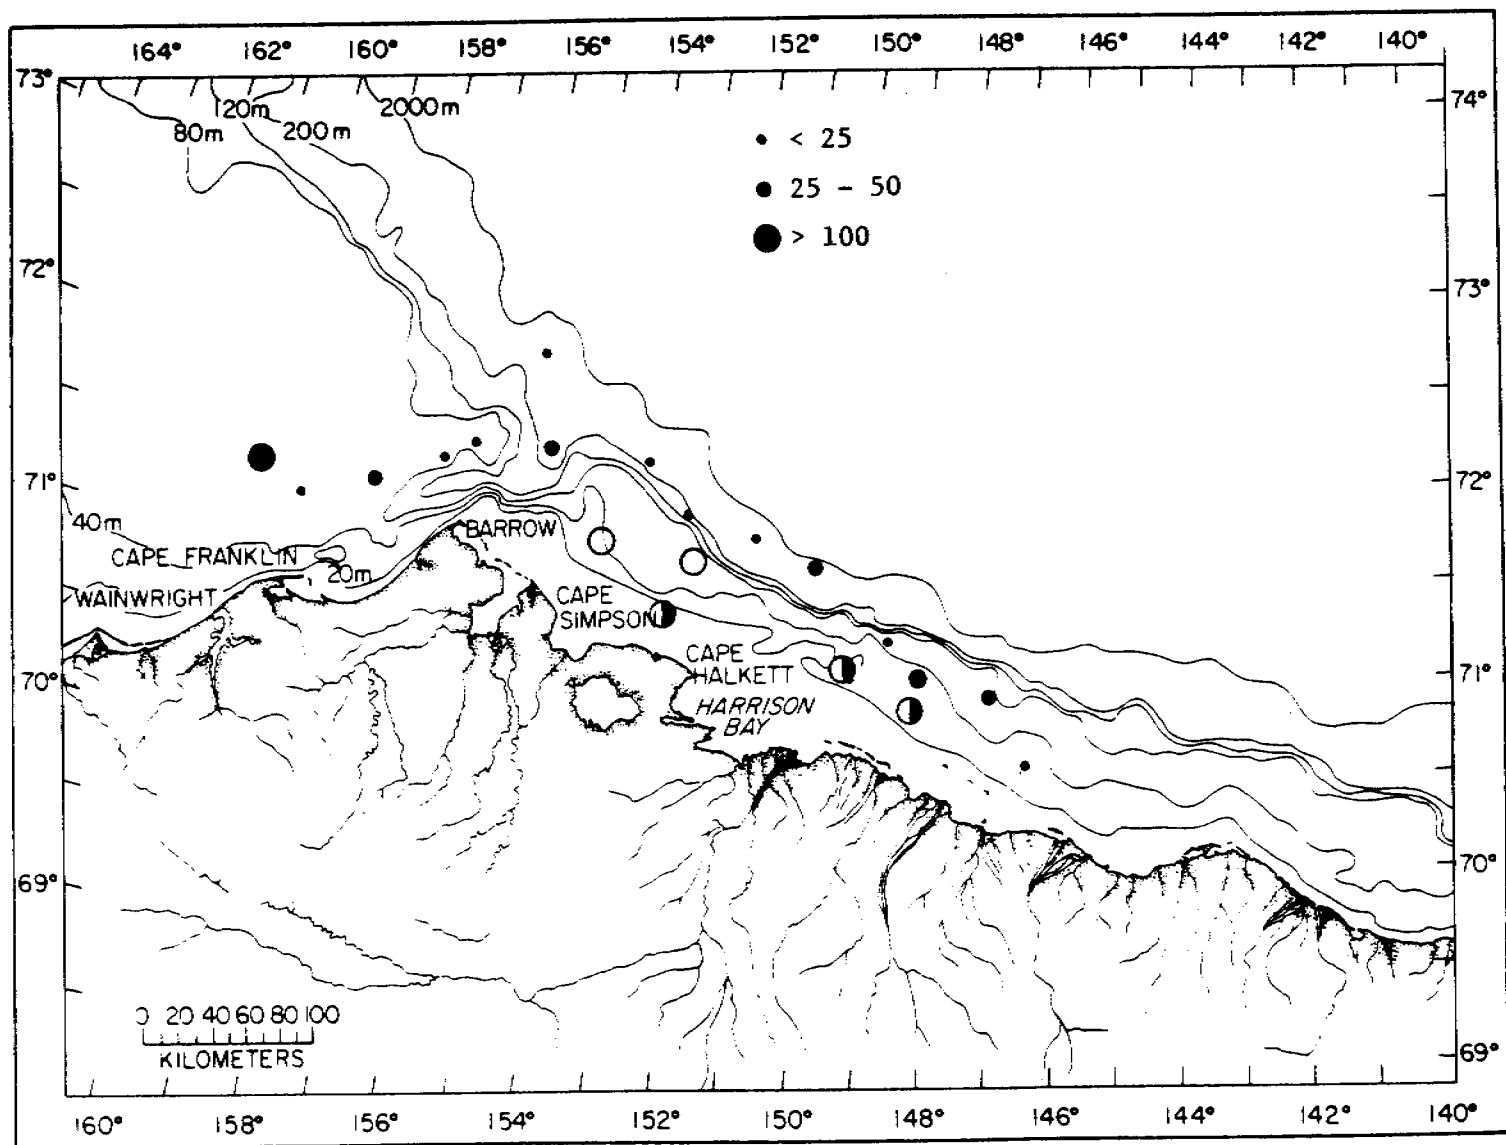 164° 162° 160° 158° 156° 154° 152° 150° 148° 146° 144° 142° 140°
73°
120m
2000m
74°
80m
200m
< 25
25 - 50
> 100
72°
73°
71°
72°
40m
BARROW
CAPE FRANKLIN
20m
WAINWRIGHT
CAPE
SIMPSON
CAPE
HALKETT
70°
71°
HARRISON
BAY
70°
69°
0 20 40 60 80 100
KILOMETERS
69°
160° 158° 156° 154° 152° 150° 148° 146° 144° 142° 140°